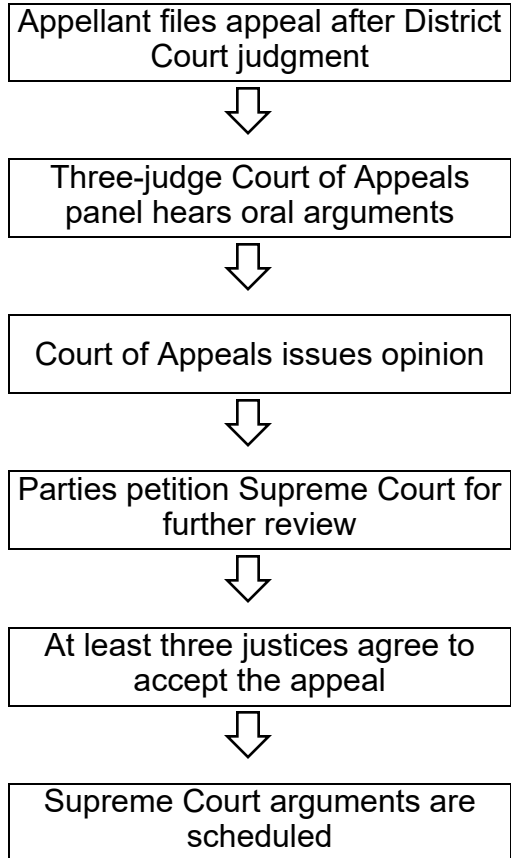 Appellant files appeal after District
Court judgment
Three-judge Court of Appeals
panel hears oral arguments
Court of Appeals issues opinion
Parties petition Supreme Court for
further review
At least three justices agree to
accept the appeal
Supreme Court arguments are
scheduled